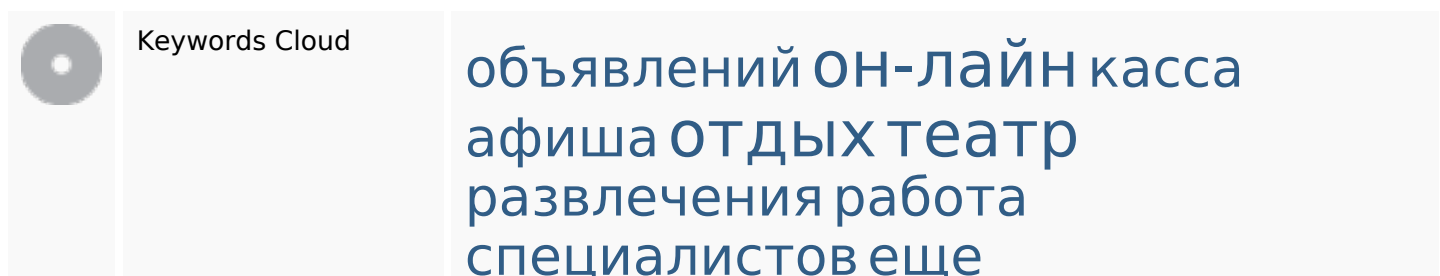 Keywords Cloud
объявлений он-лайн касса
афиша отдых театр
развлечения работа
специалистов еще